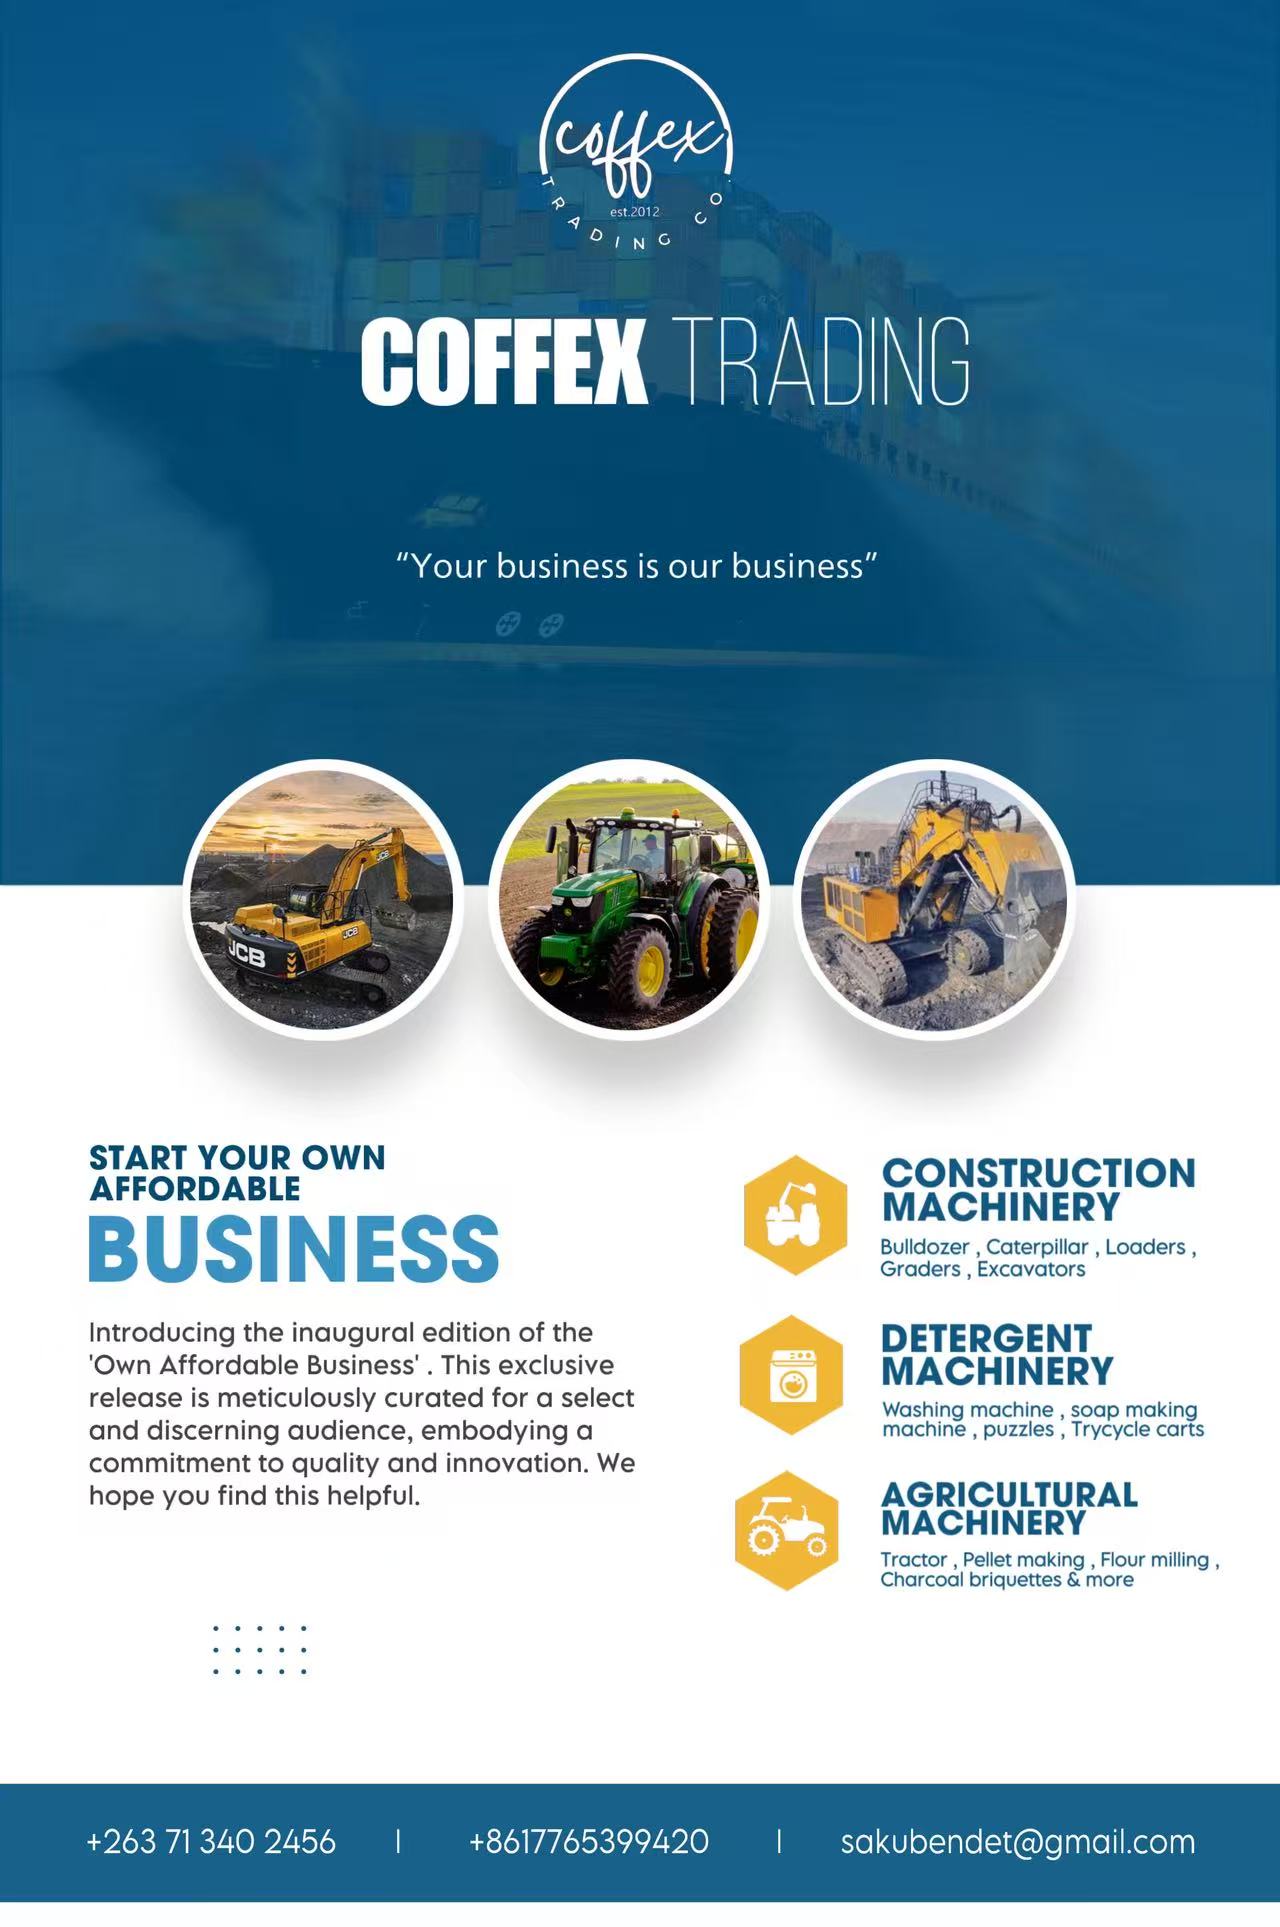 coffex
est.2012
TRADING CO.
COFFEX TRADING
“Your business is our business”
JCB
JCB
JCB
START YOUR OWN
AFFORDABLE
BUSINESS
Introducing the inaugural edition of the
'Own Affordable Business' . This exclusive
release is meticulously curated for a select
and discerning audience, embodying a
commitment to quality and innovation. We
hope you find this helpful.
CONSTRUCTION
MACHINERY
Bulldozer , Caterpillar , Loaders ,
Graders , Excavators
DETERGENT
MACHINERY
Washing machine , soap making
machine , puzzles , Trycycle carts
AGRICULTURAL
MACHINERY
Tractor , Pellet making , Flour milling ,
Charcoal briquettes & more
+263 71 340 2456 | +8617765399420 | sakubendet@gmail.com